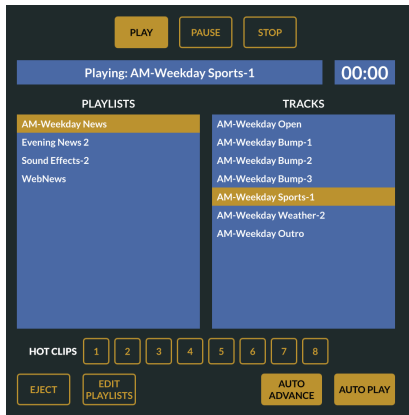 PLAY PAUSE STOP
Playing: AM-Weekday Sports-1 00:00
PLAYLISTS
AM-Weekday News
Evening News 2
Sound Effects-2
WebNews
TRACKS
AM-Weekday Open
AM-Weekday Bump-1
AM-Weekday Bump-2
AM-Weekday Bump-3
AM-Weekday Sports-1
AM-Weekday Weather-2
AM-Weekday Outro
HOT CLIPS 1 2 3 4 5 6 7 8
EJECT
EDIT
PLAYLISTS
AUTO
ADVANCE
AUTO PLAY